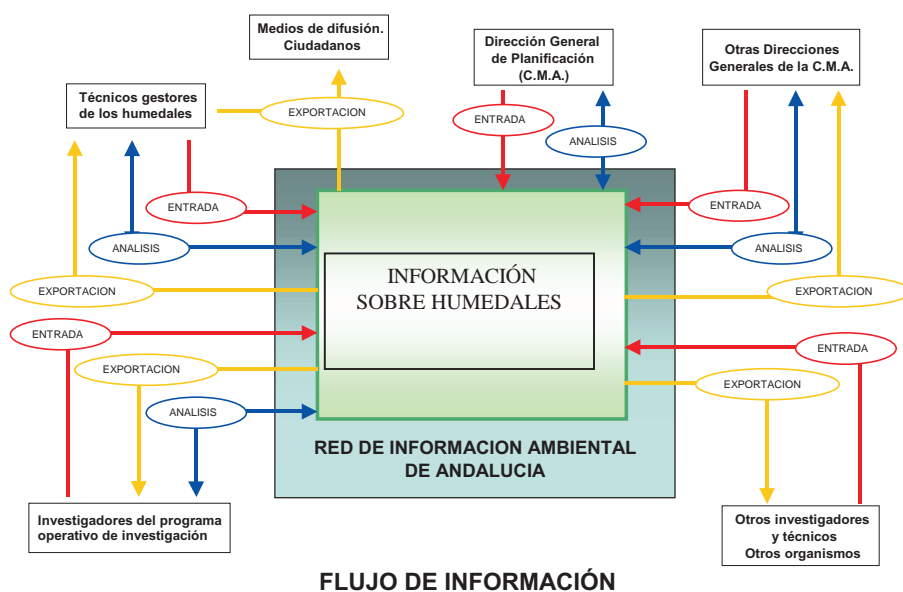 Medios de difusión.
Ciudadanos
Dirección General
de Planificación
(C.M.A.)
Otras Direcciones
Generales de la C.M.A.
Técnicos gestores
de los humedales
EXPORTACION
ENTRADA
ANALISIS
ENTRADA
ENTRADA
ANALISIS
ANALISIS
EXPORTACION
EXPORTACION
INFORMACIÓN
SOBRE HUMEDALES
ENTRADA
ENTRADA
EXPORTACION
EXPORTACION
ANALISIS
RED DE INFORMACION AMBIENTAL
DE ANDALUCIA
Investigadores del programa
operativo de investigación
Otros investigadores
y técnicos
Otros organismos
FLUJO DE INFORMACIÓN